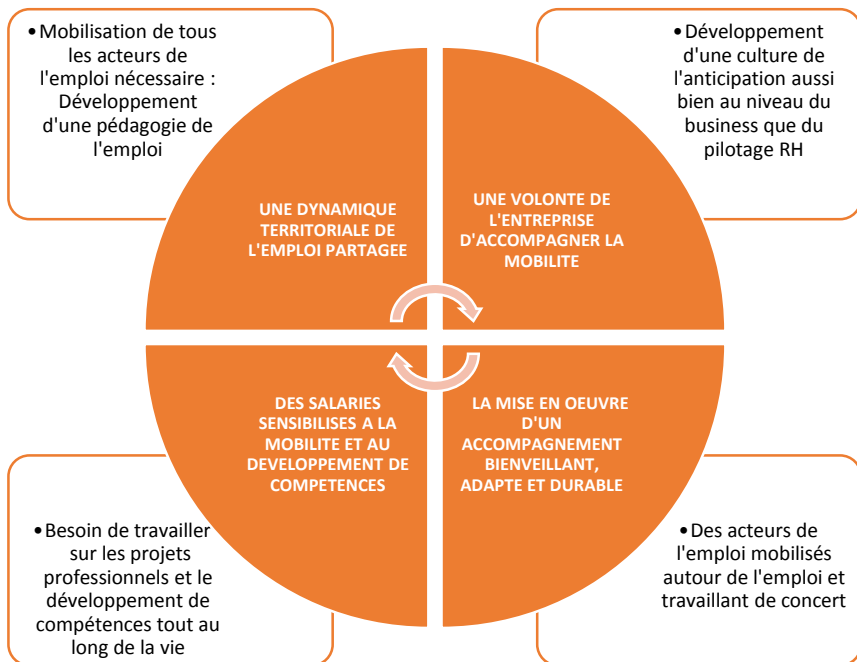 •Mobilisation de tous
les acteurs de
l'emploi nécessaire :
Développement
d'une pédagogie de
l'emploi
•Développement
d'une culture de
l'anticipation aussi
bien au niveau du
business que du
pilotage RH
UNE DYNAMIQUE
TERRITORIALE DE
L'EMPLOI PARTAGEE
UNE VOLONTE DE
L'ENTREPRISE
D'ACCOMPAGNER LA
MOBILITE
DES SALARIES
SENSIBILISES A LA
MOBILITE ET AU
DEVELOPPEMENT DE
COMPETENCES
LA MISE EN OEUVRE
D'UN
ACCOMPAGNEMENT
BIENVEILLANT,
ADAPTE ET DURABLE
•Besoin de travailler
sur les projets
professionnels et le
développement de
compétences tout au
long de la vie
•Des acteurs de
l'emploi mobilisés
autour de l'emploi et
travaillant de concert